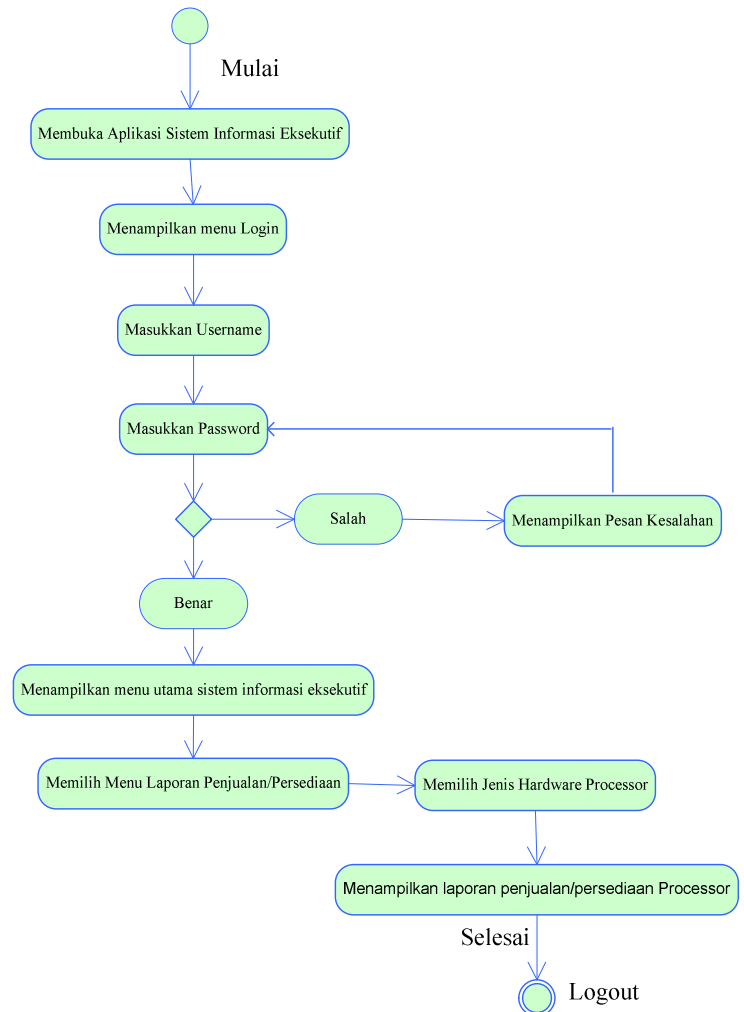 Mulai
Membuka Aplikasi Sistem Informasi Eksekutif
Menampilkan menu Login
Masukkan Username
Masukkan Password
Salah
Menampilkan Pesan Kesalahan
Benar
Menampilkan menu utama sistem informasi eksekutif
Memilih Menu Laporan Penjualan/Persediaan
Memilih Jenis Hardware Processor
Menampilkan laporan penjualan/persediaan Processor
Selesai
Logout